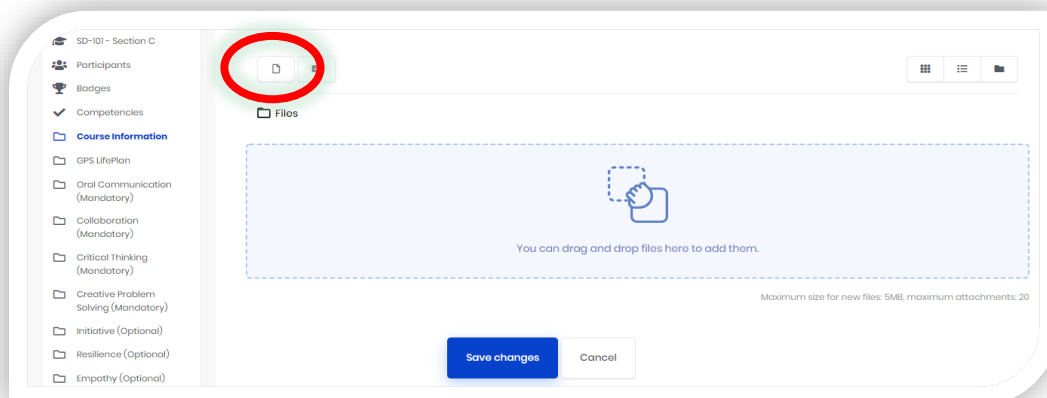 SD-101 - Section C
Participants
Badges
Competencies
Course Information
GPS LifePlan
Oral Communication
(Mandatory)
Collaboration
(Mandatory)
Critical Thinking
(Mandatory)
Creative Problem
Solving (Mandatory)
Initiative (Optional)
Resilience (Optional)
Empathy (Optional)
Files
You can drag and drop files here to add them.
Maximum size for new files: 5MB, maximum attachments: 20
Save changes
Cancel